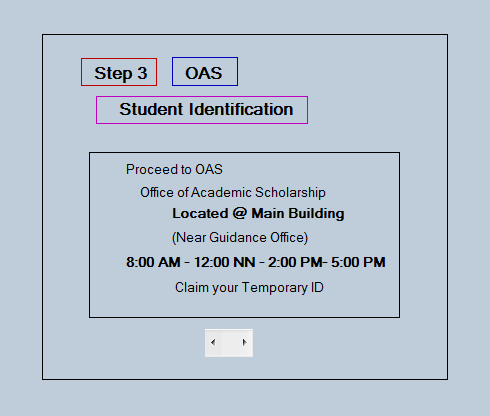 Step 3 OAS
Student Identification
Proceed to OAS
Office of Academic Scholarship
Located @ Main Building
(Near Guidance Office)
8:00 AM - 12:00 NN - 2:00 PM- 5:00 PM
Claim your Temporary ID